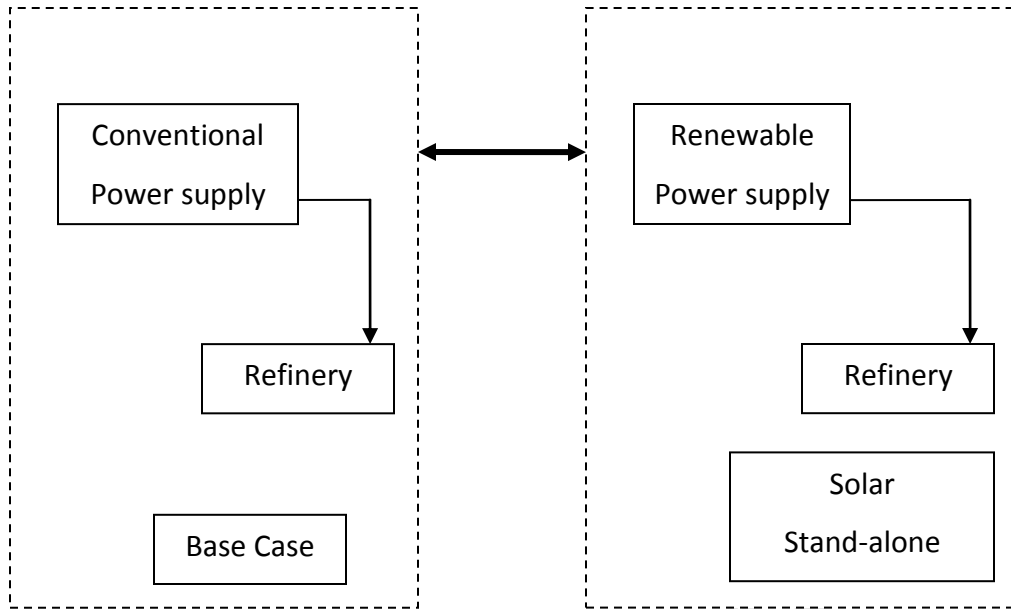 Conventional
Power supply
Refinery
Base Case
Renewable
Power supply
Refinery
Solar
Stand-alone